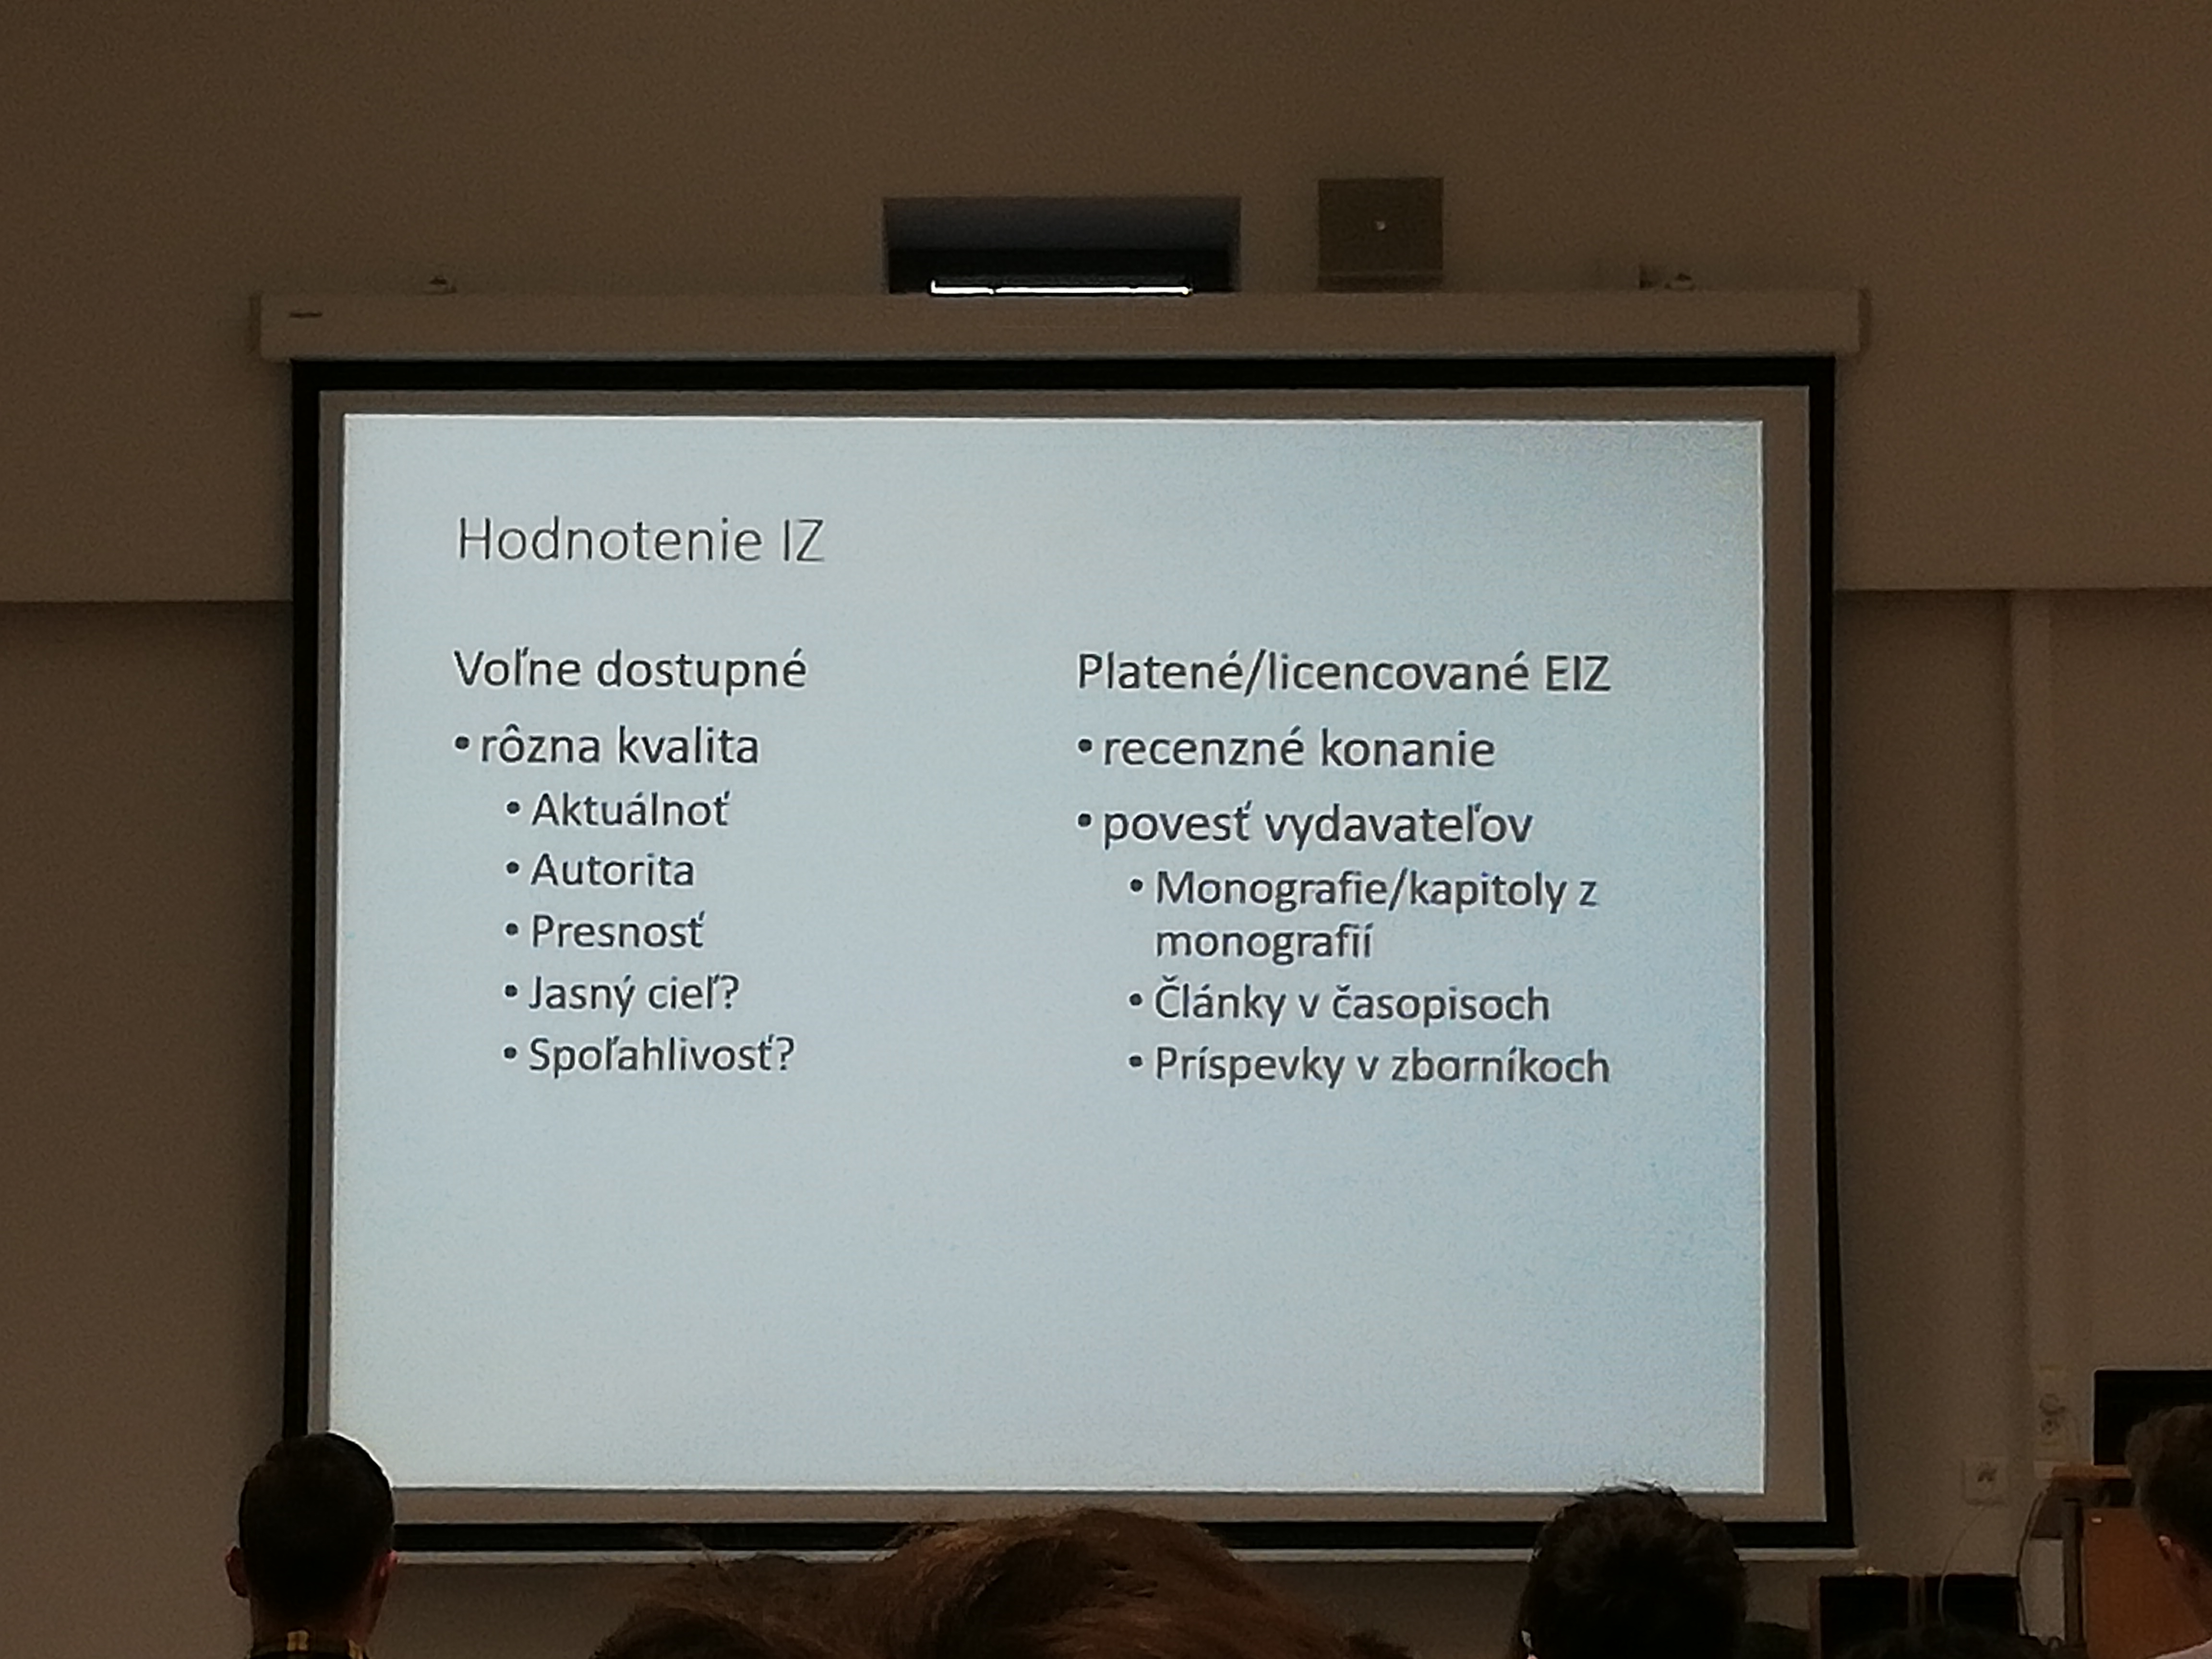 Hodnotenie IZ
Voľne dostupné
• rôzna kvalita
• Aktuálnoť
• Autorita
• Presnosť
• Jasný cieľ?
• Spoľahlivosť?
Platené/licencované EIZ
• recenzné konanie
• povesť vydavateľov
• Monografie/kapitoly z
monografií
• Články v časopisoch
• Príspevky v zborníkoch